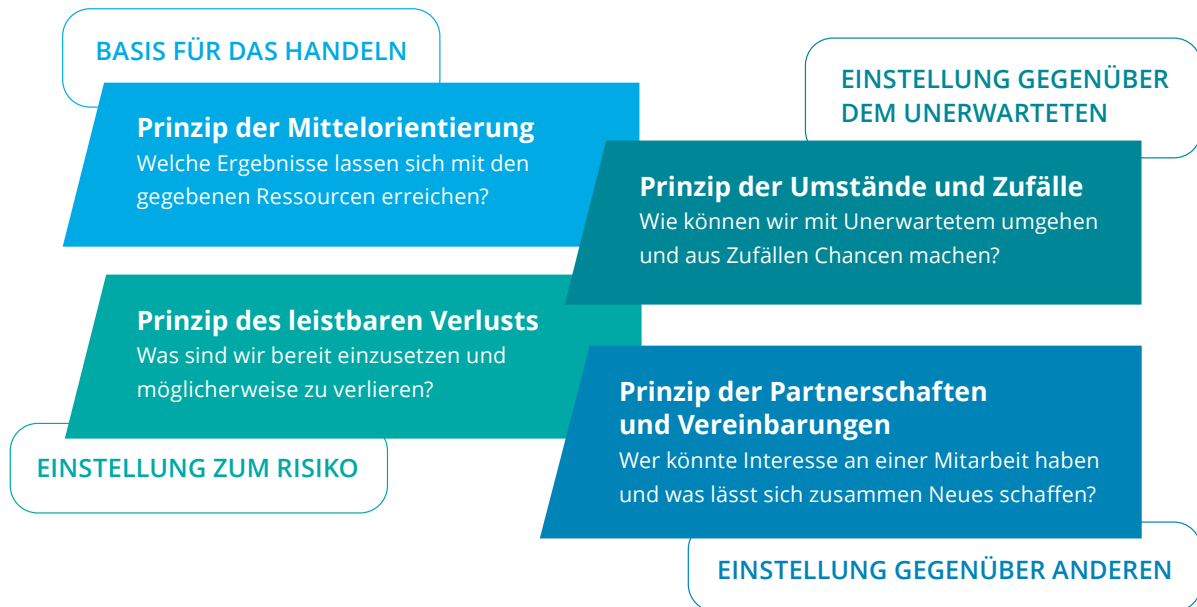 BASIS FÜR DAS HANDELN
Prinzip der Mittelorientierung
Welche Ergebnisse lassen sich mit den
gegebenen Ressourcen erreichen?
EINSTELLUNG GEGENÜBER
DEM UNERWARTETEN
Prinzip der Umstände und Zufälle
Wie können wir mit Unerwartetem umgehen
und aus Zufällen Chancen machen?
Prinzip des leistbaren Verlusts
Was sind wir bereit einzusetzen und
möglicherweise zu verlieren?
EINSTELLUNG ZUM RISIKO
Prinzip der Partnerschaften
und Vereinbarungen
Wer könnte Interesse an einer Mitarbeit haben
und was lässt sich zusammen Neues schaffen?
EINSTELLUNG GEGENÜBER ANDEREN